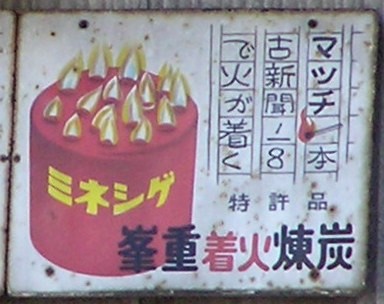 マッチ一本
古新聞1/8
で火が着く
特許品
ミネシゲ
峯重着火煉炭